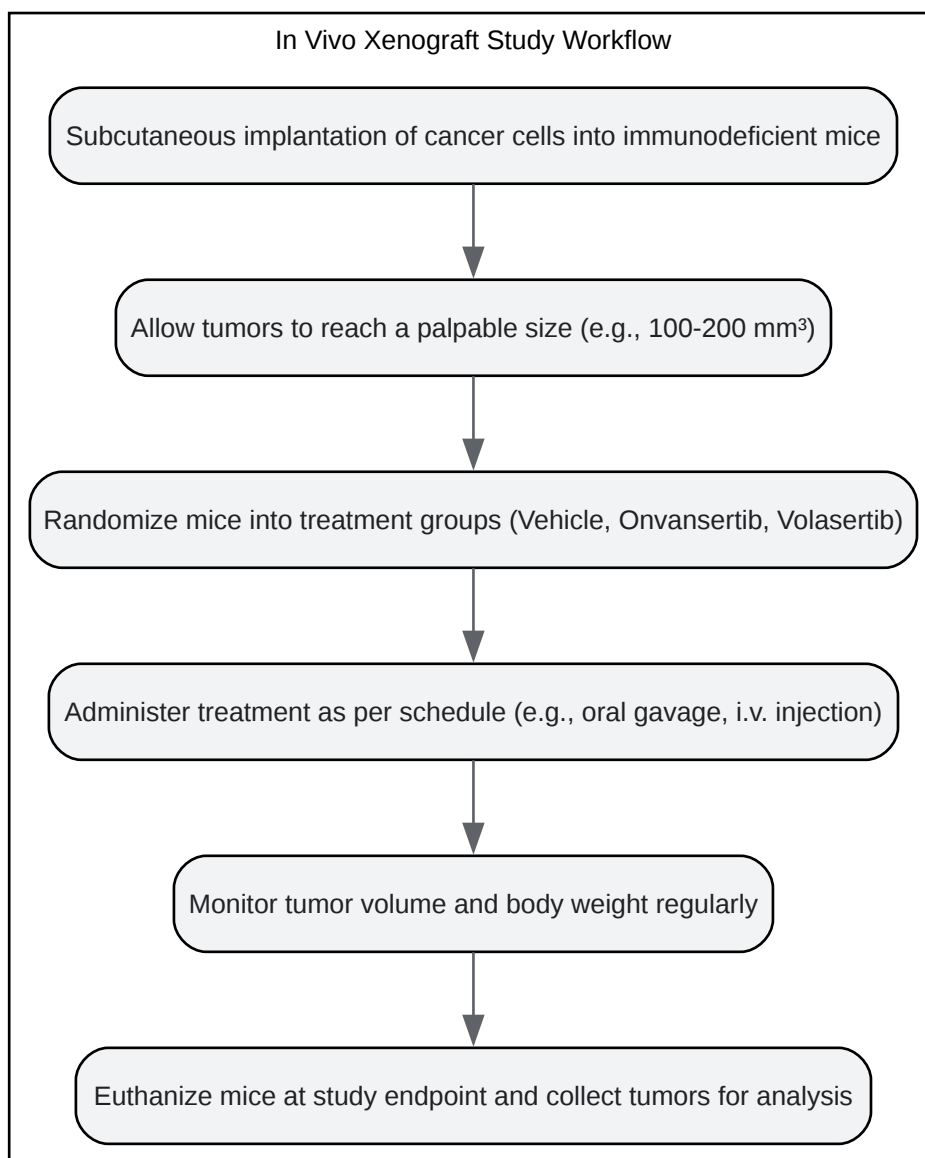 In Vivo Xenograft Study Workflow
Subcutaneous implantation of cancer cells into immunodeficient mice
Allow tumors to reach a palpable size (e.g., 100-200 mm³)
Randomize mice into treatment groups (Vehicle, Onvansertib, Volasertib)
Administer treatment as per schedule (e.g., oral gavage, i.v. injection)
Monitor tumor volume and body weight regularly
Euthanize mice at study endpoint and collect tumors for analysis